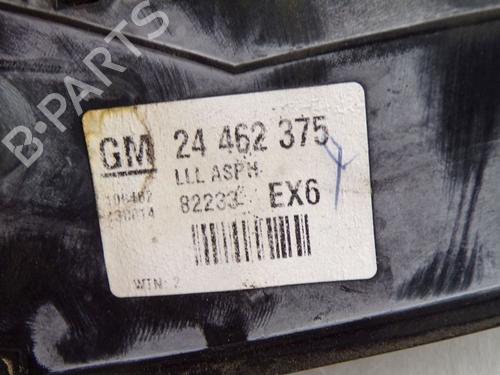 B-PARTS
GM 24 462 375
LLL ASPH
82233 EX6
WTN: 2